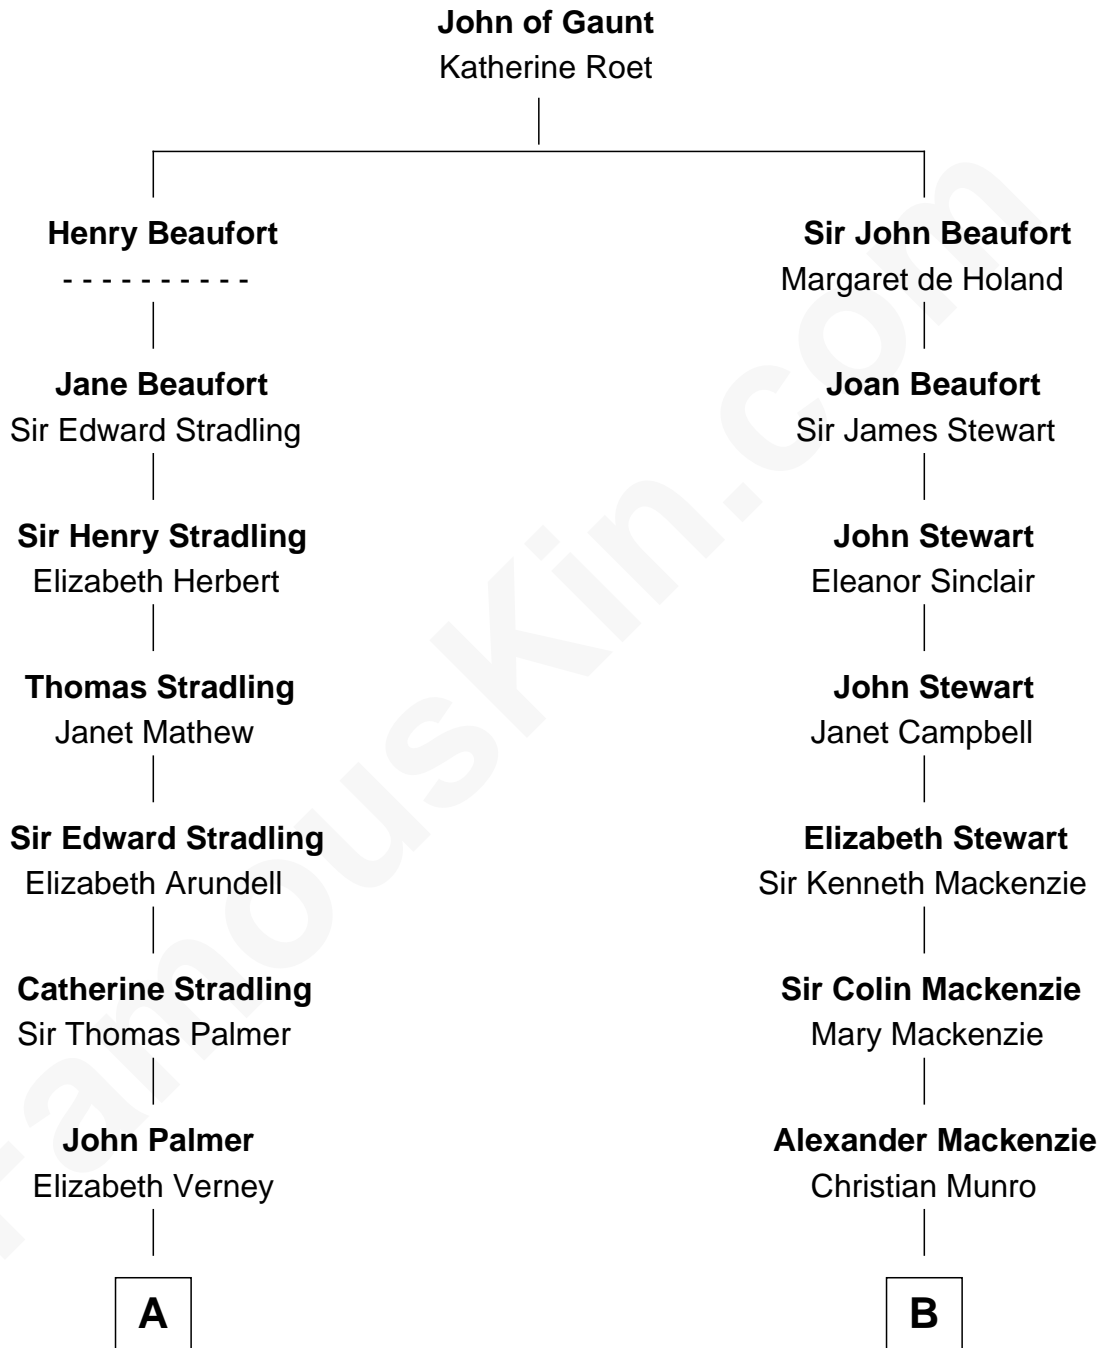 John of Gaunt
Katherine Roet
Henry Beaufort
- - - - - - - - - -
Jane Beaufort
Sir Edward Stradling
Sir Henry Stradling
Elizabeth Herbert
Thomas Stradling
Janet Mathew
Sir Edward Stradling
Elizabeth Arundell
Catherine Stradling
Sir Thomas Palmer
John Palmer
Elizabeth Verney
A
Sir John Beaufort
Margaret de Holand
Joan Beaufort
Sir James Stewart
John Stewart
Eleanor Sinclair
John Stewart
Janet Campbell
Elizabeth Stewart
Sir Kenneth Mackenzie
Sir Colin Mackenzie
Mary Mackenzie
Alexander Mackenzie
Christian Munro
B
FamousKin.com